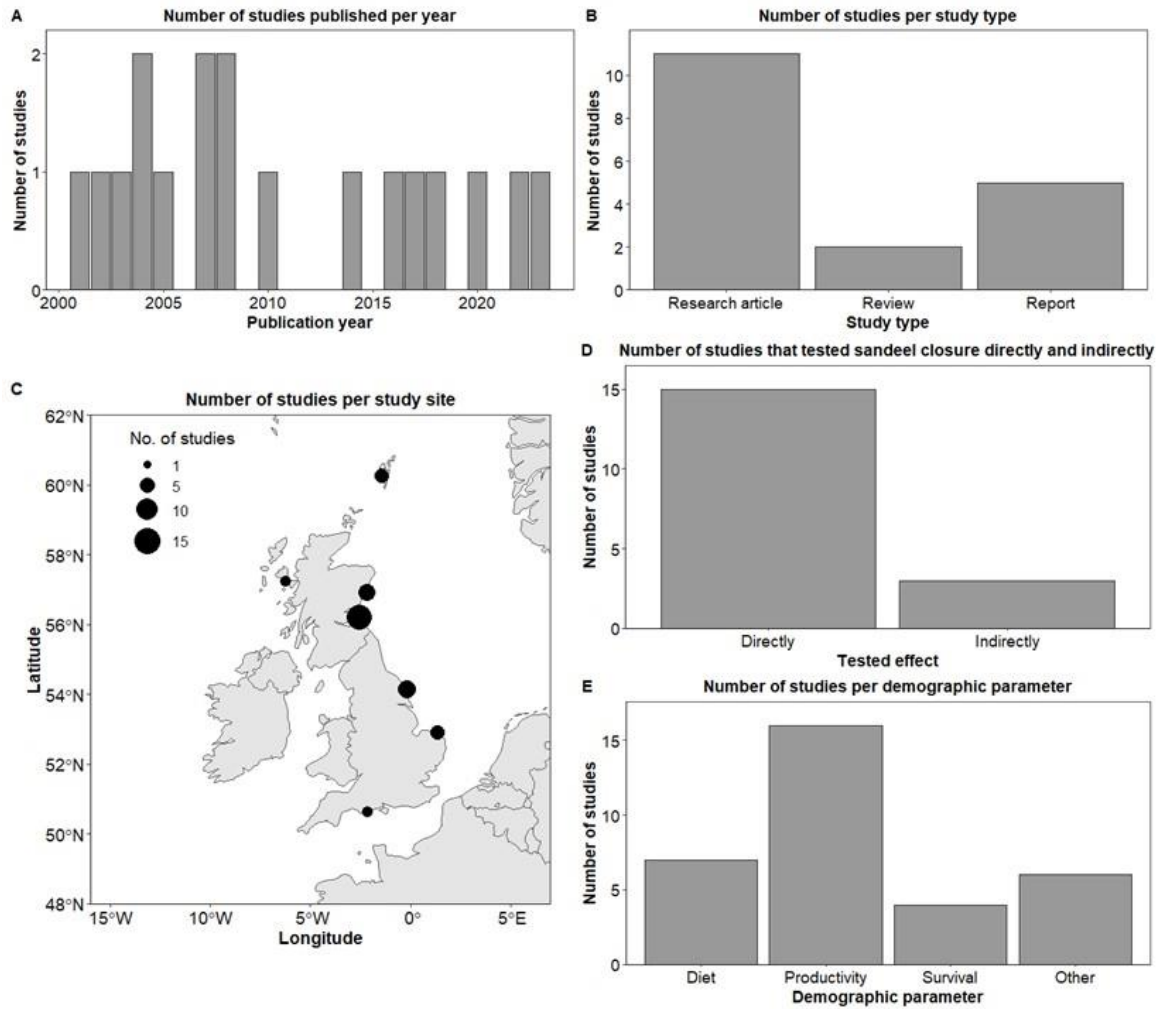 A
Number of studies published per year
Number of studies
2
1
0
2000 2005 2010 2015 2020
Publication year
B
Number of studies per study type
Number of studies
10
8
6
4
2
0
Research article Review Report
Study type
C
Number of studies per study site
Latitude
62°N
60°N
58°N
56°N
54°N
52°N
50°N
48°N
No. of studies
1
5
10
15
15°W 10°W 5°W 0° 5°E
Longitude
D Number of studies that tested sandeel closure directly and indirectly
Number of studies
15
10
5
0
Directly Indirectly
Tested effect
E
Number of studies per demographic parameter
Number of studies
15
10
5
0
Diet Productivity Survival Other
Demographic parameter